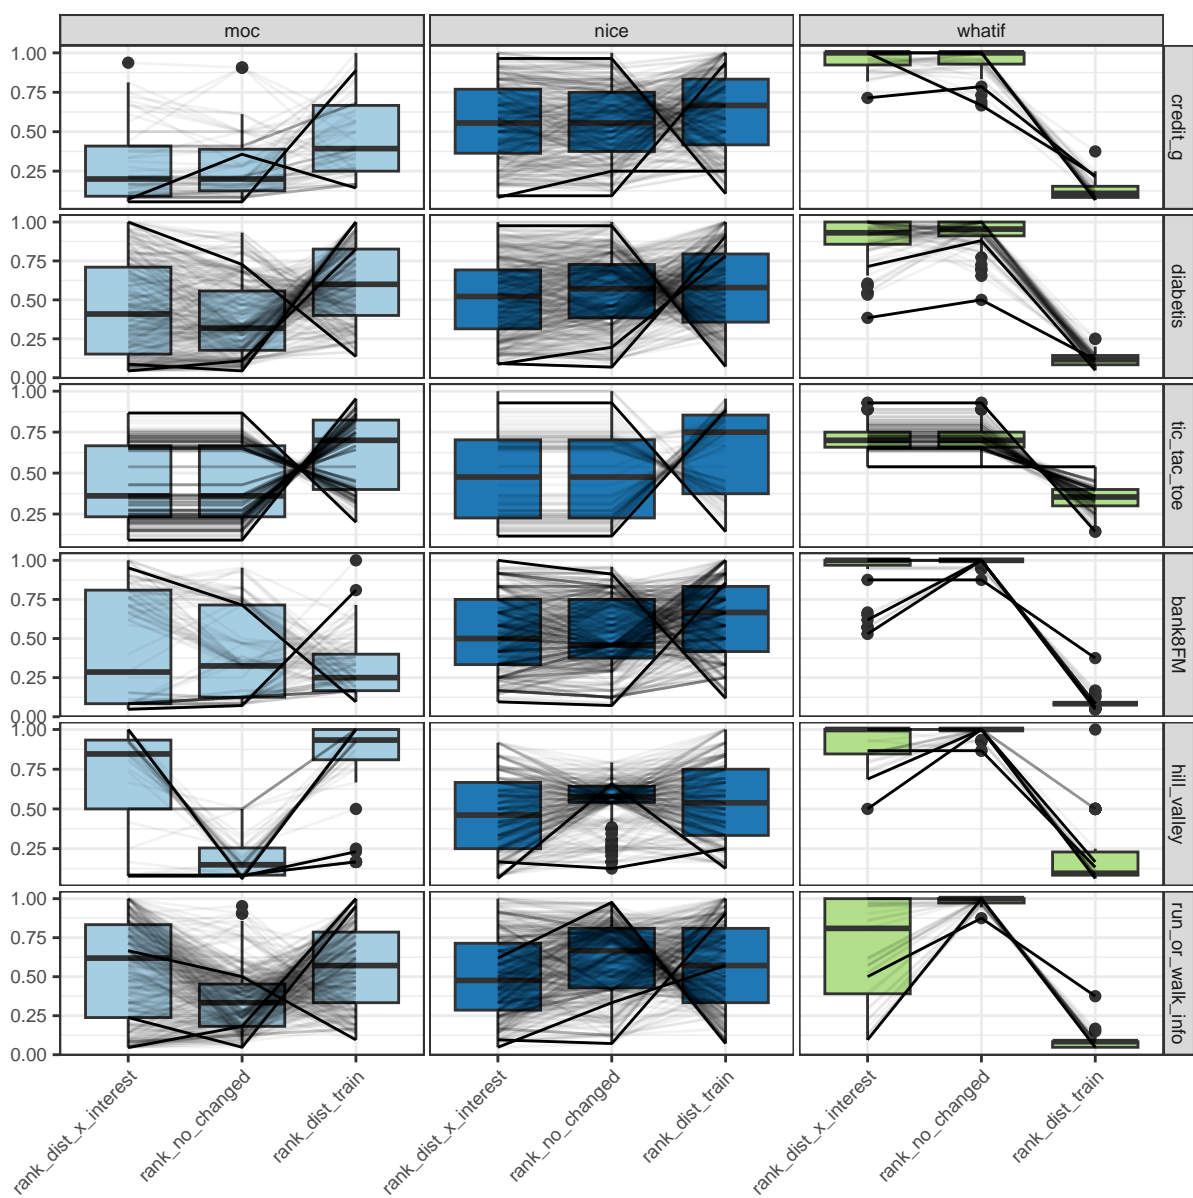 moc nice whatif
1.00
0.75
0.50
0.25
credit_g
1.00
0.75
0.50
0.25
0.00
diabetis
1.00
0.75
0.50
0.25
tic_tac_toe
1.00
0.75
0.50
0.25
0.00
bank8FM
1.00
0.75
0.50
0.25
hill_valley
1.00
0.75
0.50
0.25
0.00
run_or_walk_info
rank_dist_x_interest
rank_no_changed
rank_dist_train
rank_dist_x_interest
rank_no_changed
rank_dist_train
rank_dist_x_interest
rank_no_changed
rank_dist_train